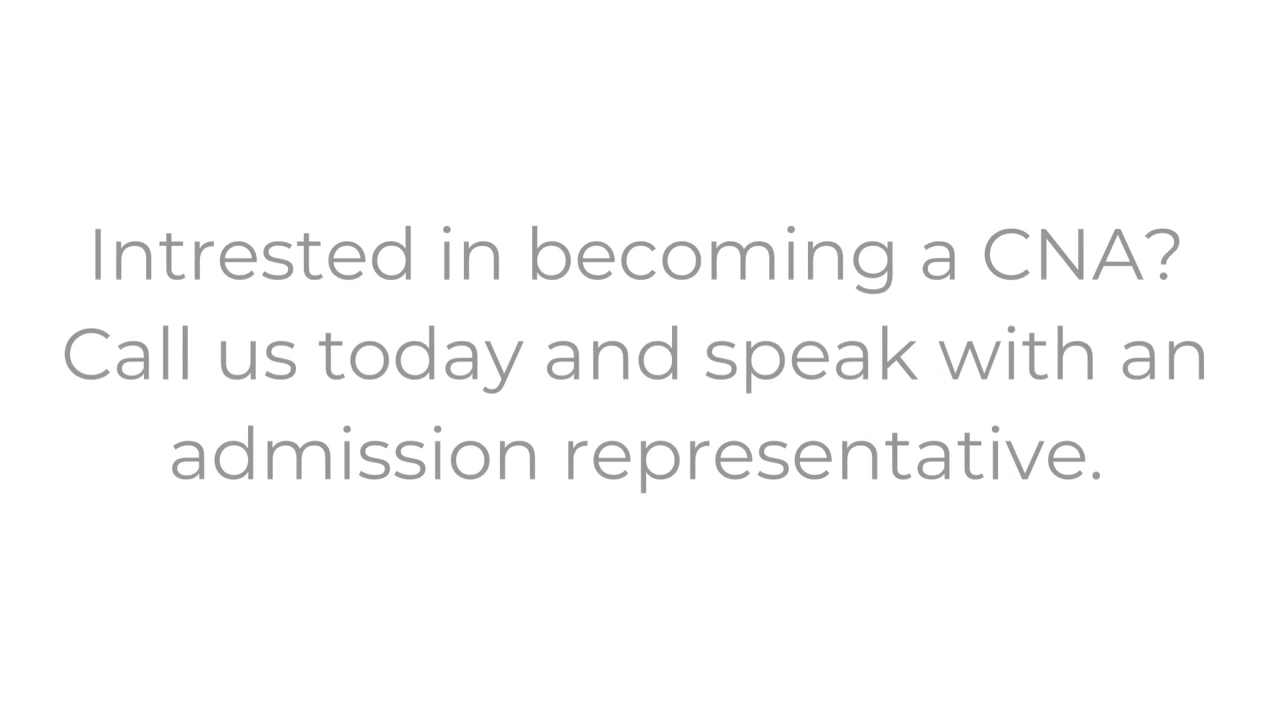 Intrested in becoming a CNA?
Call us today and speak with an
admission representative.